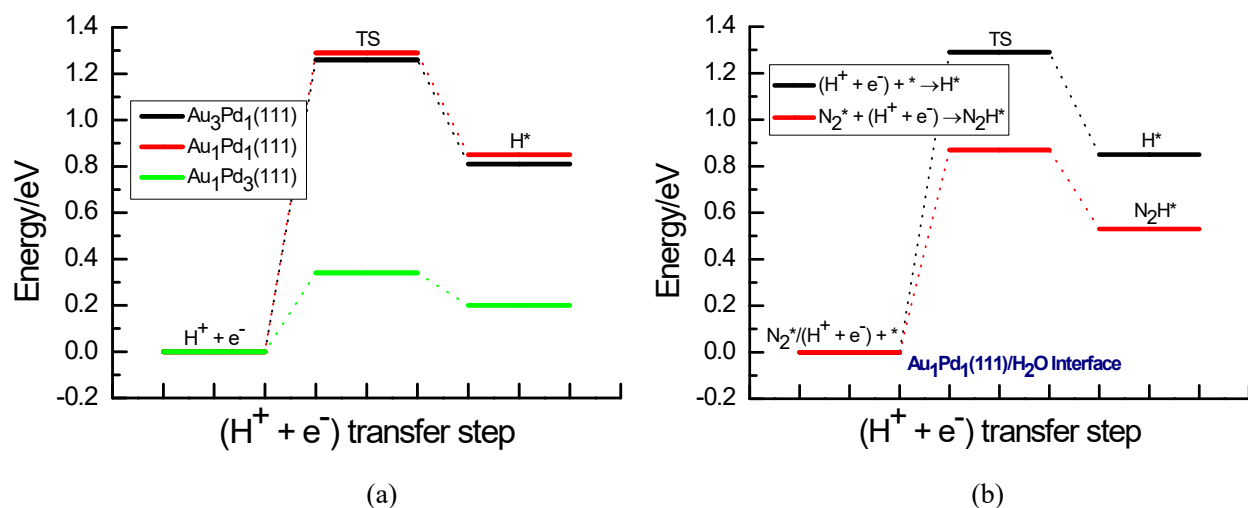 1.4
1.2
1.0
0.8
0.6
0.4
0.2
0.0
-0.2
Energy/eV
TS
Au3Pd1(111)
Au1Pd1(111)
Au1Pd3(111)
H*
H+ + e-
(H+ + e-) transfer step
(a)
1.4
1.2
1.0
0.8
0.6
0.4
0.2
0.0
-0.2
Energy/eV
TS
(H+ + e-) + * →H*
N2* + (H+ + e-) →N2H*
H*
N2H*
N2*/(H+ + e-) + *
Au1Pd1(111)/H2O Interface
(H+ + e-) transfer step
(b)